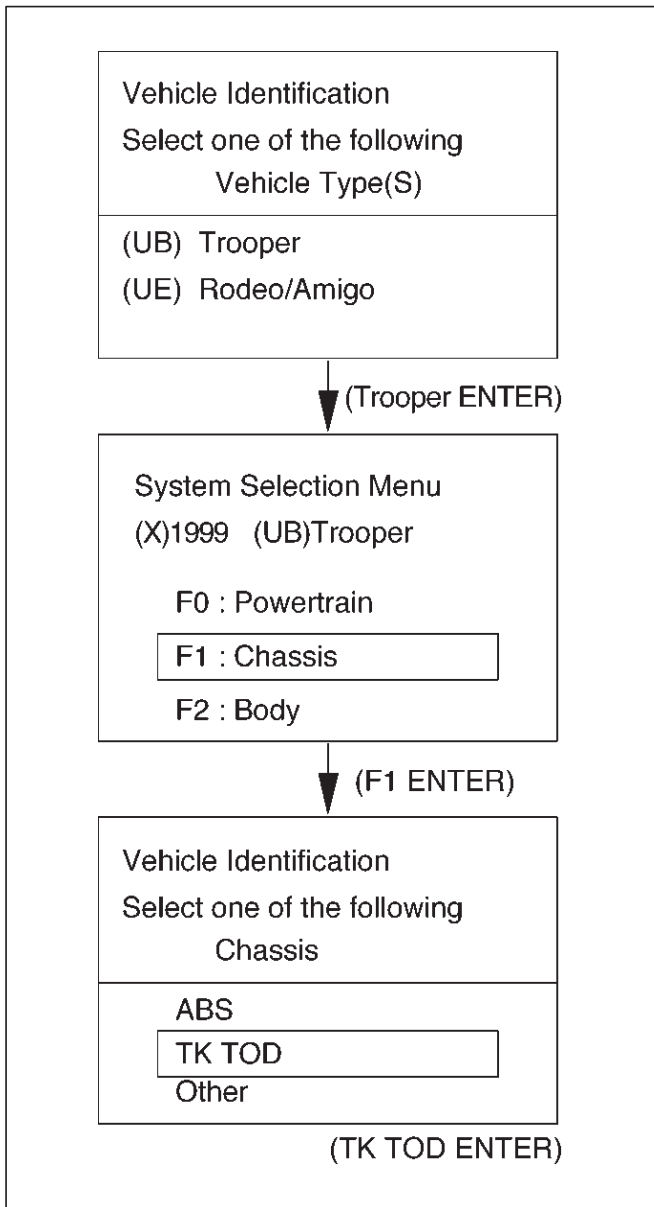 Vehicle Identification
Select one of the following
Vehicle Type(S)
(UB) Trooper
(UE) Rodeo/Amigo
(Trooper ENTER)
System Selection Menu
(X)1999 (UB)Trooper
F0 : Powertrain
F1 : Chassis
F2 : Body
(F1 ENTER)
Vehicle Identification
Select one of the following
Chassis
ABS
TK TOD
Other
(TK TOD ENTER)